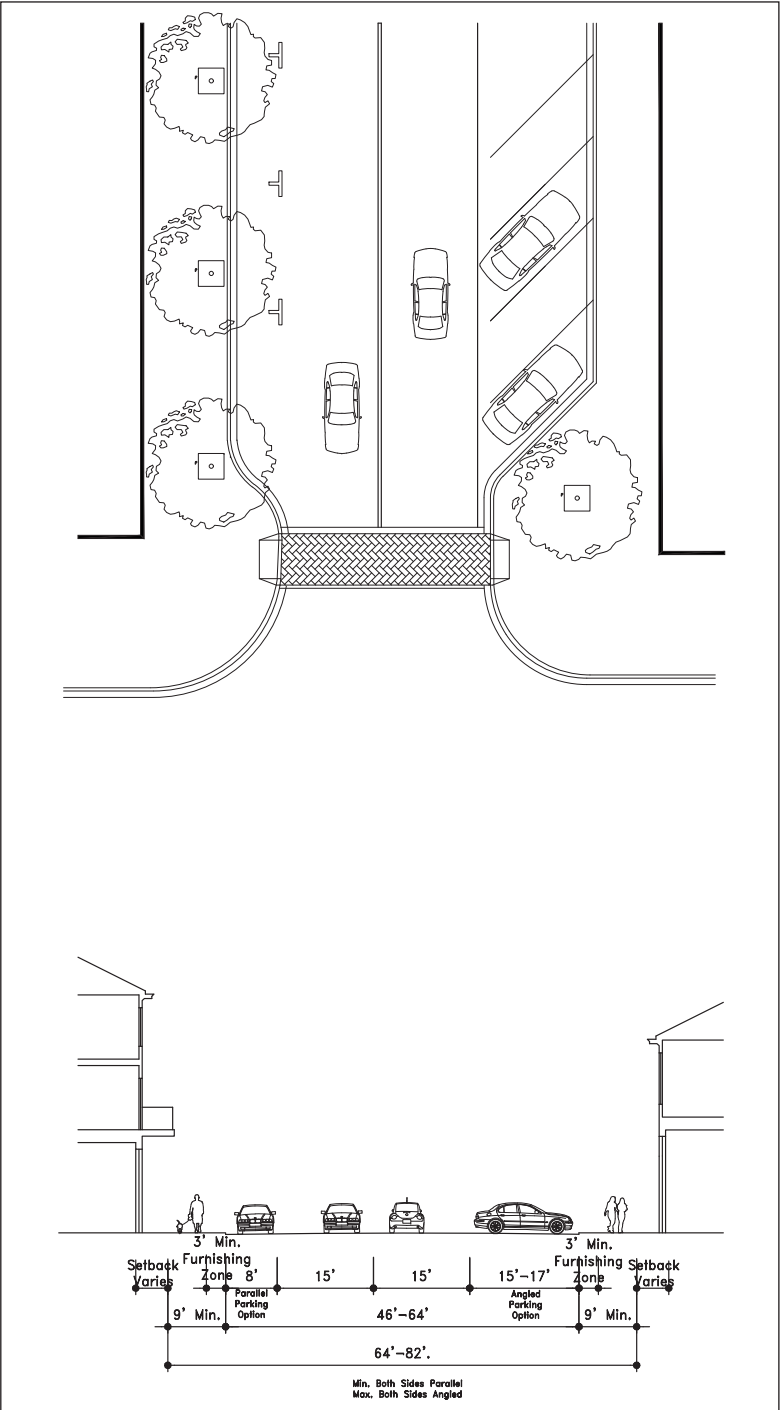 3' Min.
Furnishing
Zone
3' Min.
Furnishing
Zone
Setback
Varies
8'
15'
15'
15'-17'
Setback
Varies
Parallel
Parking
Option
Angled
Parking
Option
9' Min.
46'-64'
9' Min.
64'-82'.
Min. Both Sides Parallel
Max. Both Sides Angled